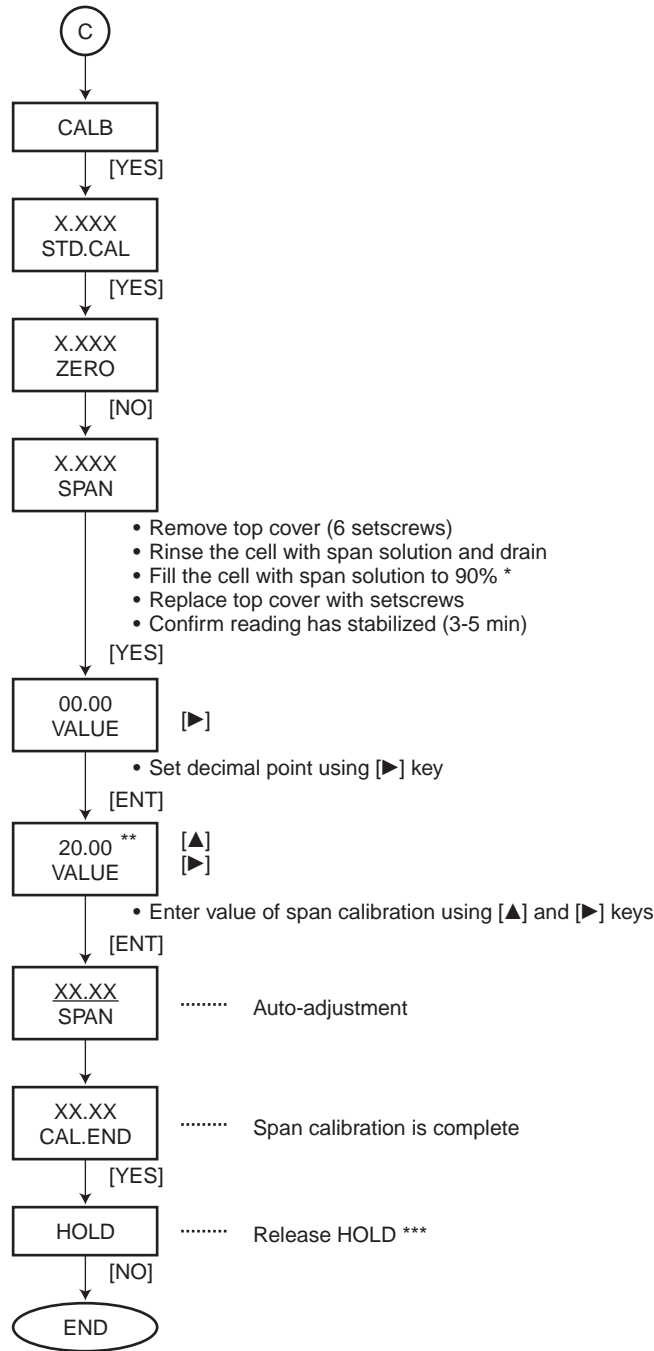 C
CALB
[YES]
X.XXX
STD.CAL
[YES]
X.XXX
ZERO
[NO]
X.XXX
SPAN
• Remove top cover (6 setscrews)
• Rinse the cell with span solution and drain
• Fill the cell with span solution to 90% *
• Replace top cover with setscrews
• Confirm reading has stabilized (3-5 min)
[YES]
00.00
VALUE
[►]
• Set decimal point using [►] key
[ENT]
20.00 **
VALUE
[▲]
[►]
• Enter value of span calibration using [▲] and [►] keys
[ENT]
XX.XX
SPAN
......... Auto-adjustment
XX.XX
CAL.END
......... Span calibration is complete
[YES]
HOLD
......... Release HOLD ***
[NO]
END